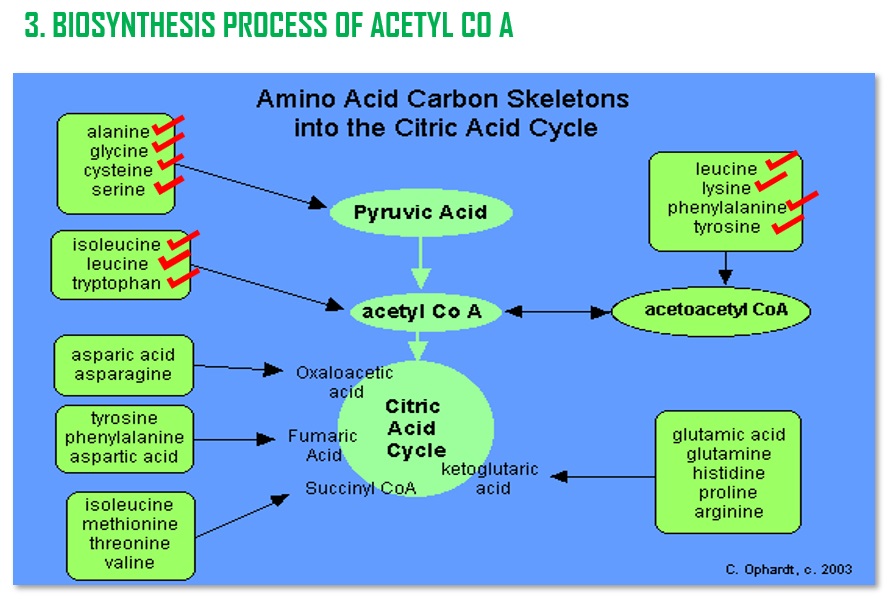 3. BIOSYNTHESIS PROCESS OF ACETYL CO A
Amino Acid Carbon Skeletons
into the Citric Acid Cycle
alanine
glycine
cysteine
serine
Pyruvic Acid
leucine
lysine
phenylalanine
tyrosine
isoleucine
leucine
tryptophan
acetyl Co A
acetoacetyl CoA
asparic acid
asparagine
Oxaloacetic
acid
Citric
Acid
Cycle
tyrosine
phenylalanine
aspartic acid
Fumaric
Acid
ketoglutaric
acid
glutamic acid
glutamine
histidine
proline
arginine
Succinyl CoA
isoleucine
methionine
threonine
valine
C. Ophardt, c. 2003